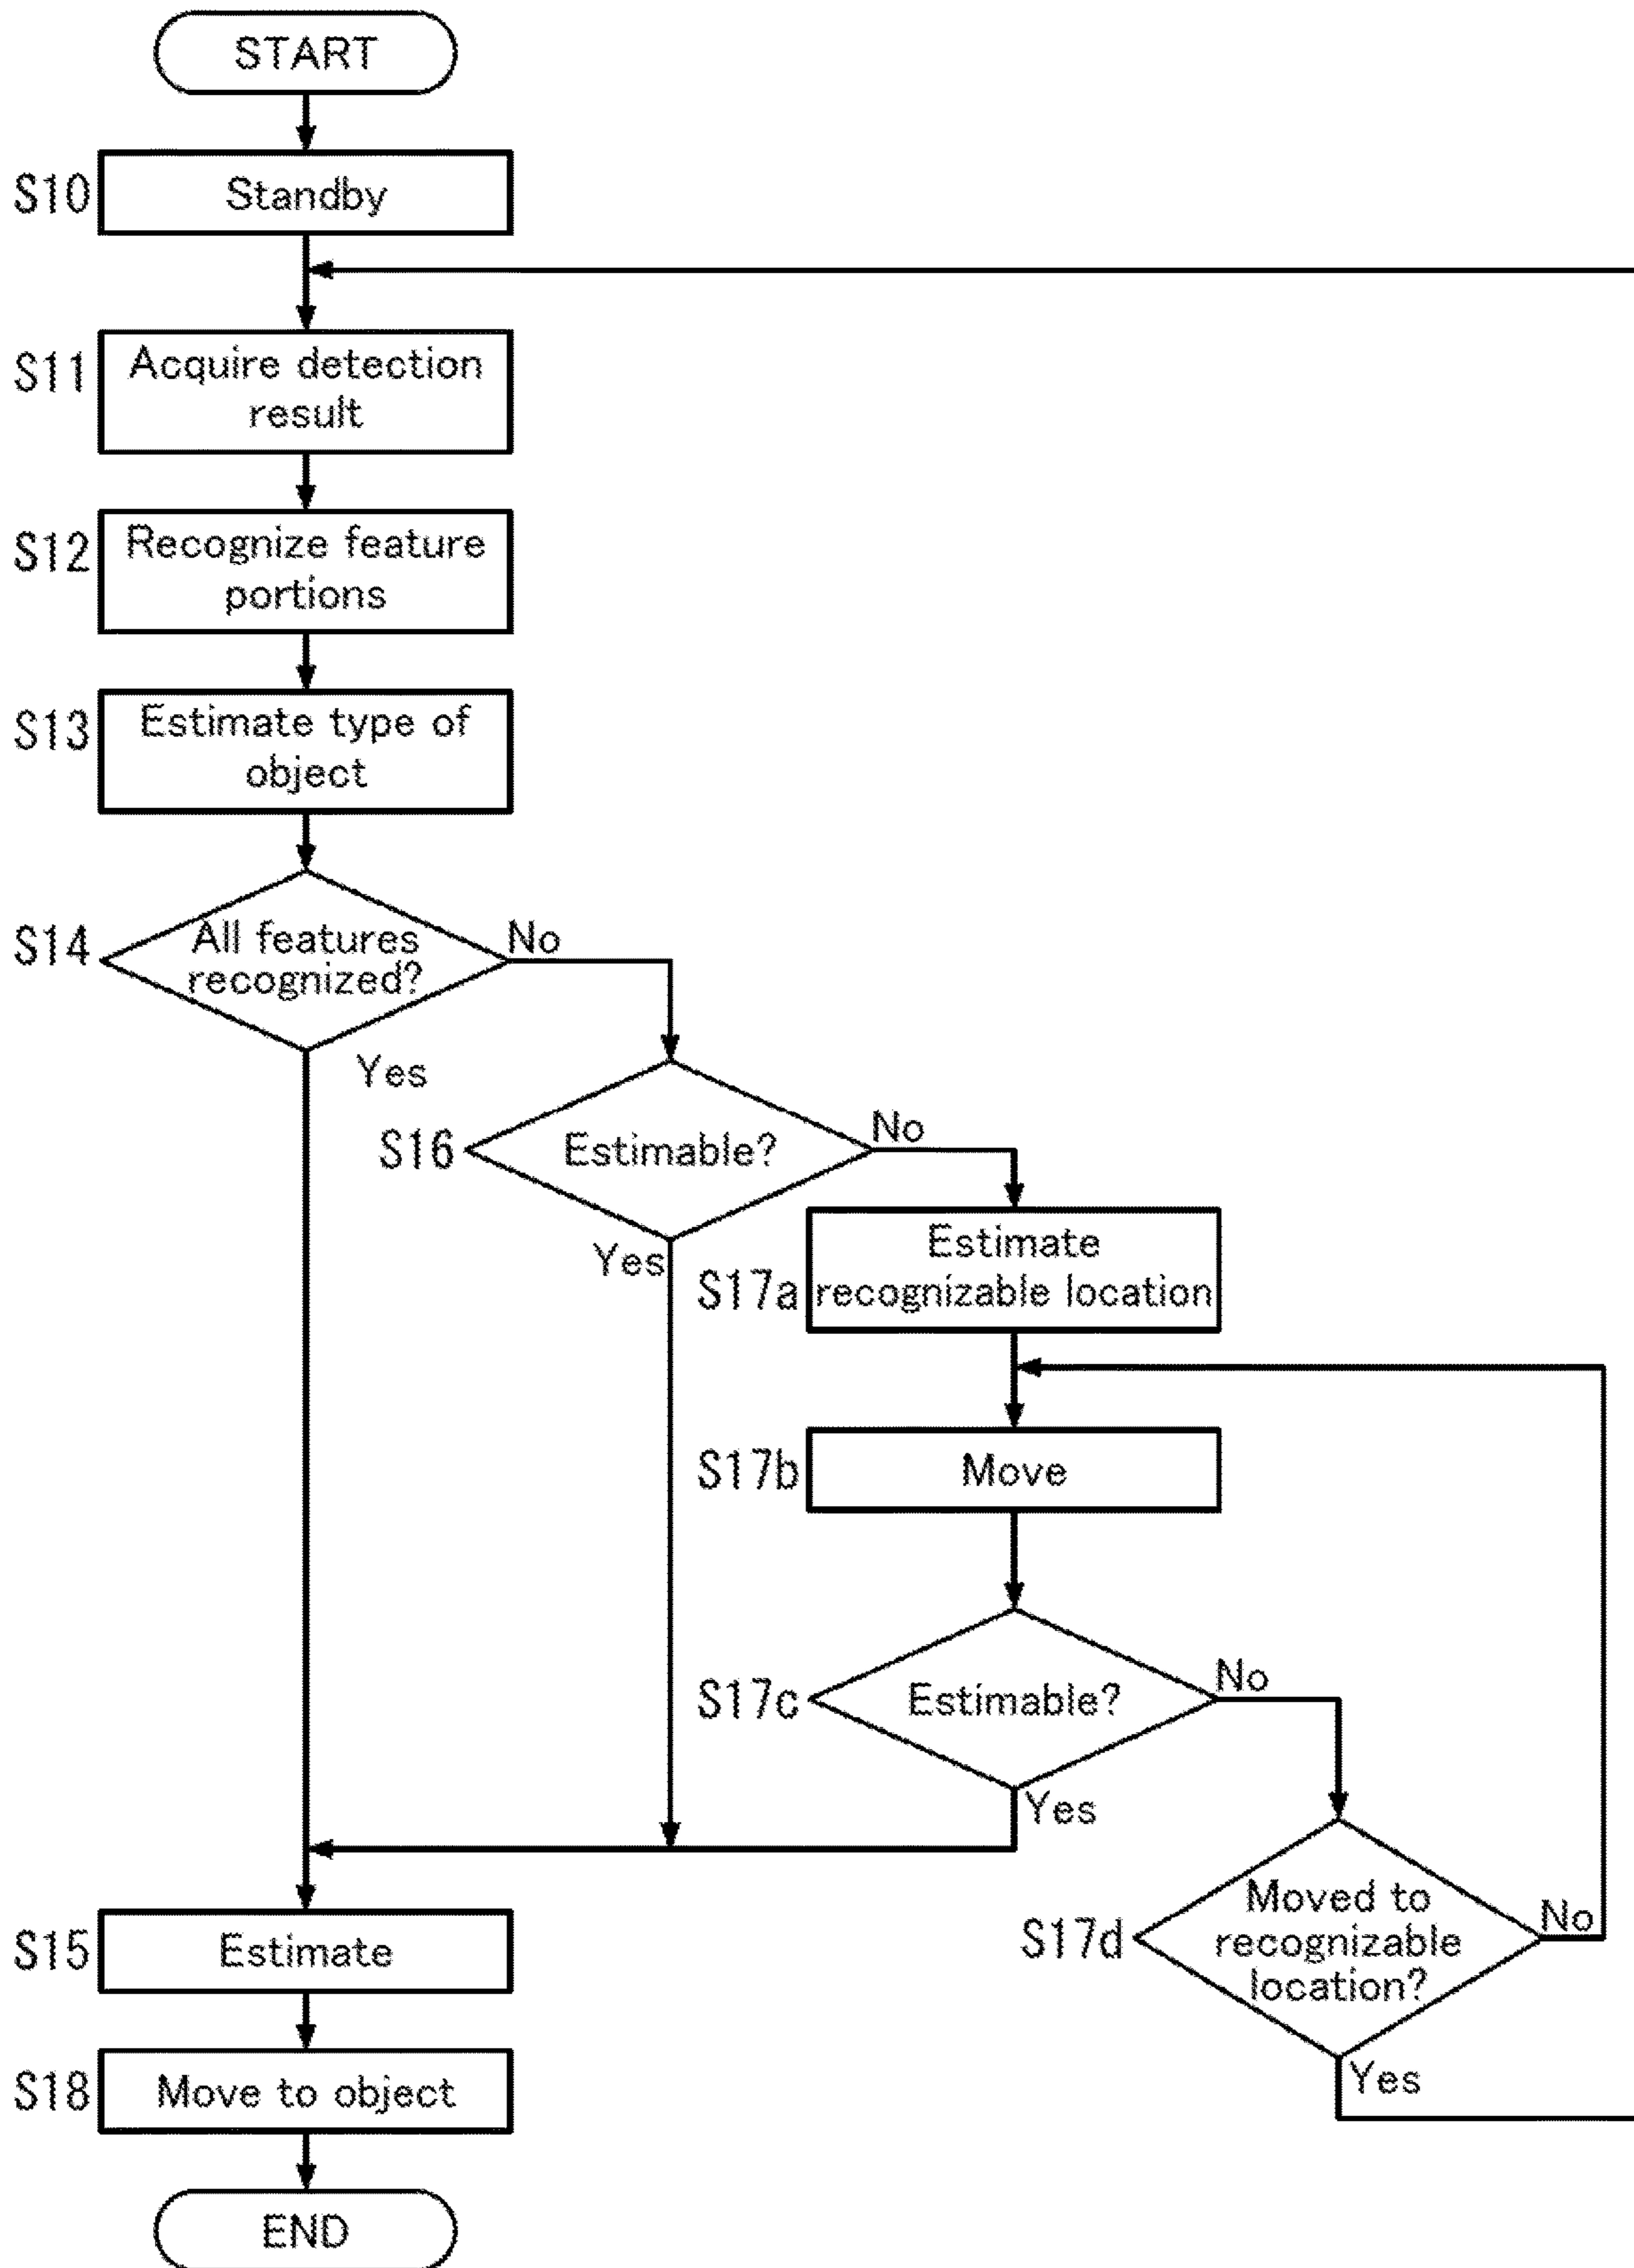 START
S10
Standby
S11
Acquire detection
result
S12
Recognize feature
portions
S13
Estimate type of
object
S14
All features
recognized?
No
Yes
S16
Estimable?
No
Yes
S17a
Estimate
recognizable location
S17b
Move
S17c
Estimable?
No
Yes
S17d
Moved to
recognizable
location?
No
Yes
S15
Estimate
S18
Move to object
END